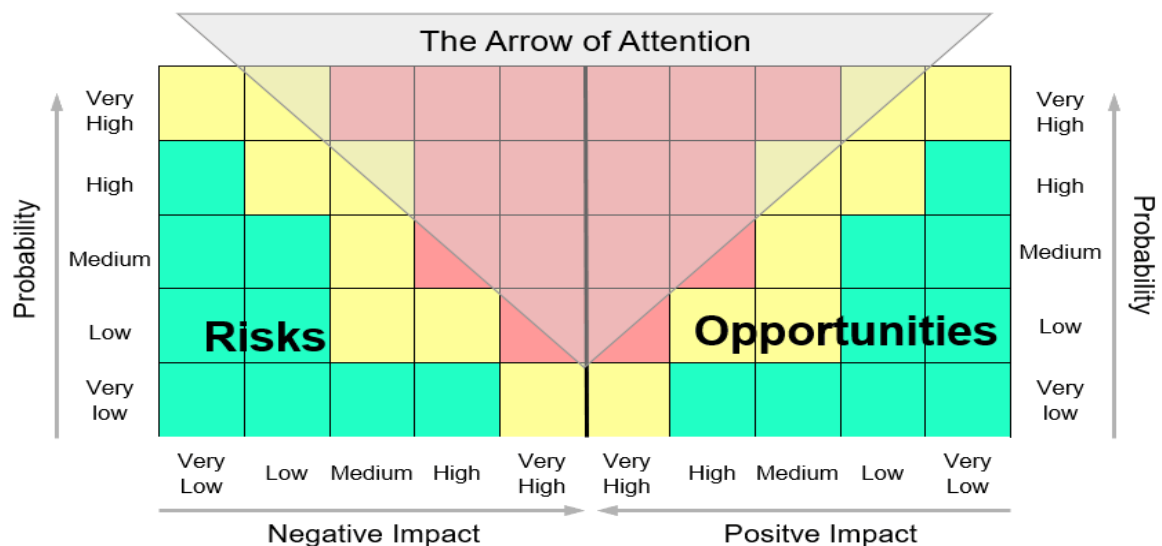 The Arrow of Attention
Very
High
High
Medium
Low
Very
low
Probability
Risks
Opportunities
Very
High
High
Medium
Low
Very
low
Probability
Very
Low
Low
Medium
High
Very
High
Very
High
High
Medium
Low
Very
Low
Negative Impact
Positve Impact